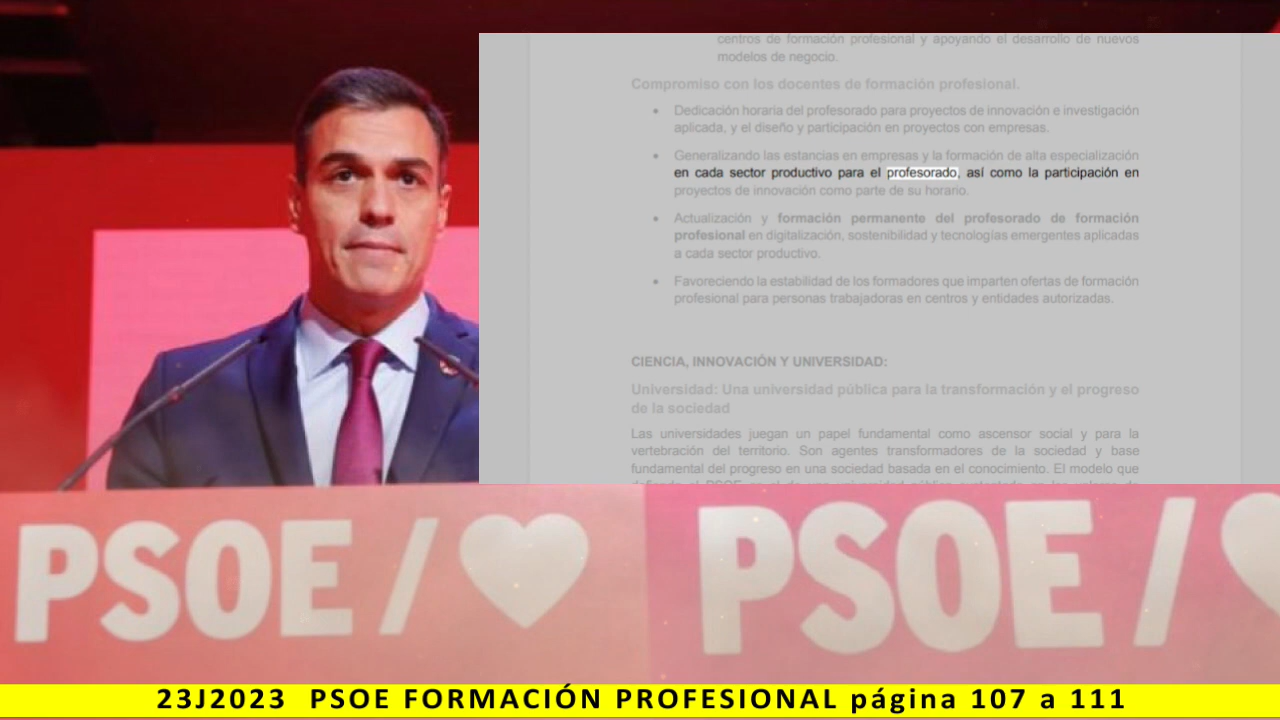 centros de formación profesional y apoyando el desarrollo de nuevos
modelos de negocio.
Compromiso con los docentes de formación profesional.
• Dedicación horaria del profesorado para proyectos de innovación e investigación
aplicada, y el diseño y participación en proyectos con empresas.
• Generalizando las estancias en empresas y la formación de alta especialización
en cada sector productivo para el profesorado, así como la participación en
proyectos de innovación como parte de su horario.
• Actualización y formación permanente del profesorado de formación
profesional en digitalización, sostenibilidad y tecnologías emergentes aplicadas
a cada sector productivo.
• Favoreciendo la estabilidad de los formadores que imparten ofertas de formación
profesional para personas trabajadoras en centros y entidades autorizadas.
CIENCIA, INNOVACIÓN Y UNIVERSIDAD:
Universidad: Una universidad pública para la transformación y el progreso
de la sociedad
Las universidades juegan un papel fundamental como ascensor social y para la
vertebración del territorio. Son agentes transformadores de la sociedad y base
fundamental del progreso en una sociedad basada en el conocimiento. El modelo que
PSOE /
PSOE /
23J2023 PSOE FORMACIÓN PROFESIONAL página 107 a 111